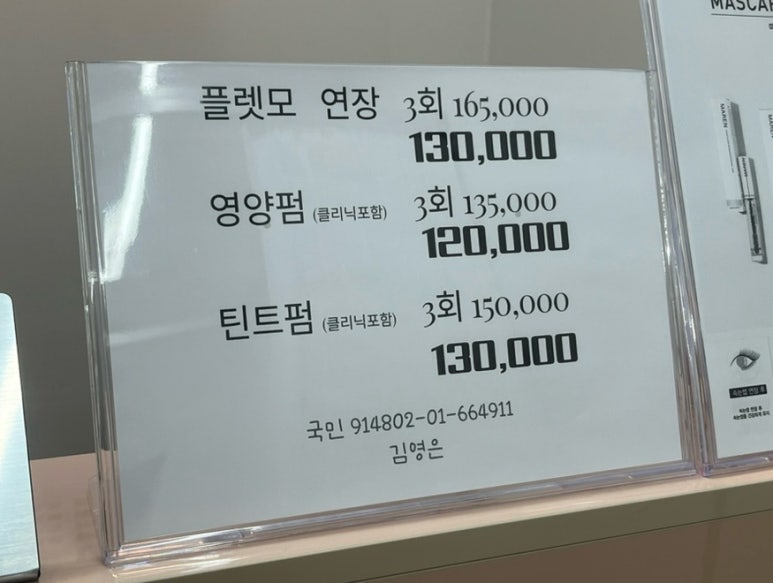 플렛모 연장 3회 165,000
130,000
영양펌 (클리닉포함) 3회 135,000
120,000
틴트펌 (클리닉포함) 3회 150,000
130,000
국민 914802-01-664911
김영은
MASCAR